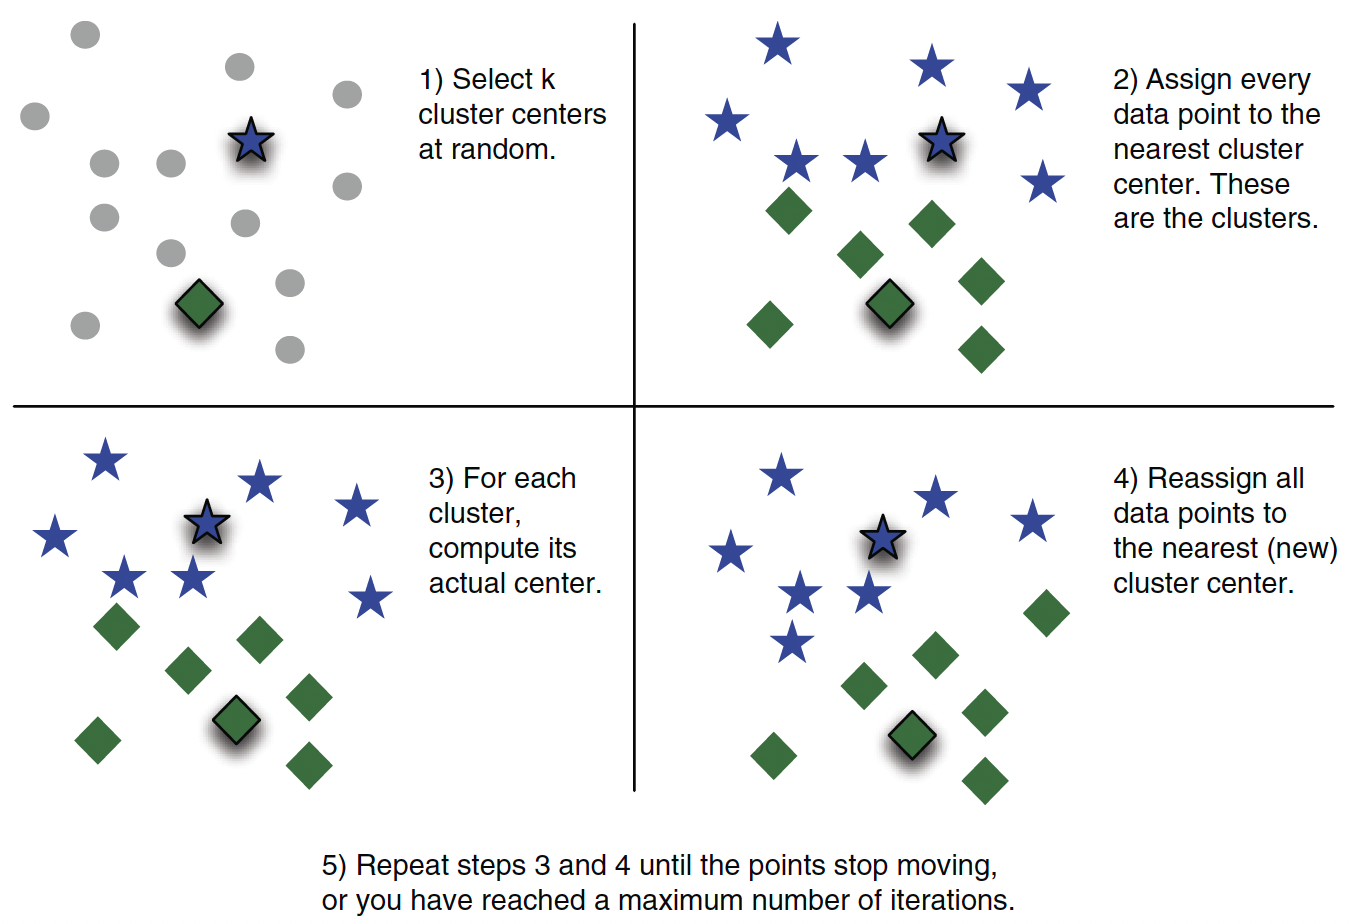 1) Select k
cluster centers
at random.
2) Assign every
data point to the
nearest cluster
center. These
are the clusters.
3) For each
cluster,
compute its
actual center.
4) Reassign all
data points to
the nearest (new)
cluster center.
5) Repeat steps 3 and 4 until the points stop moving,
or you have reached a maximum number of iterations.